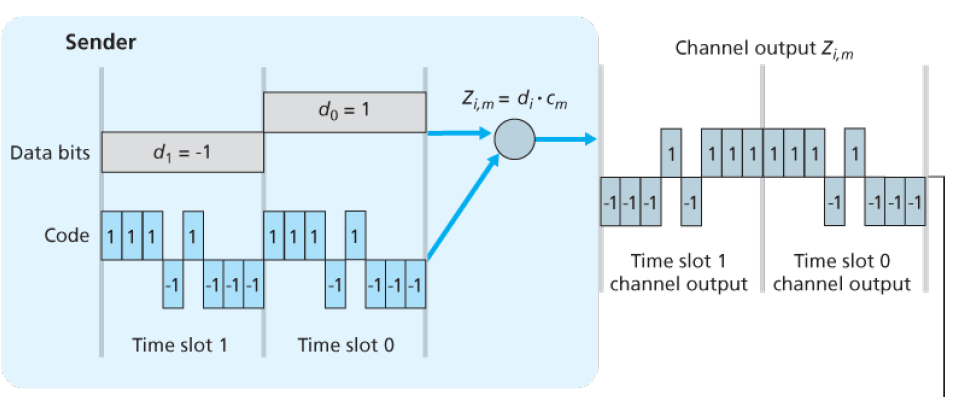 Sender
Channel output Z_{i,m}
d_0 = 1
Z_{i,m} = d_i · c_m
Data bits
d_1 = -1
1 1 1 1 1 1 1 1 1
-1 -1 -1 -1 -1 -1 -1 -1
Code
1 1 1 1 1 1 1 1
-1 -1 -1 -1 -1 -1 -1 -1
Time slot 1 Time slot 0
channel output channel output
Time slot 1 Time slot 0